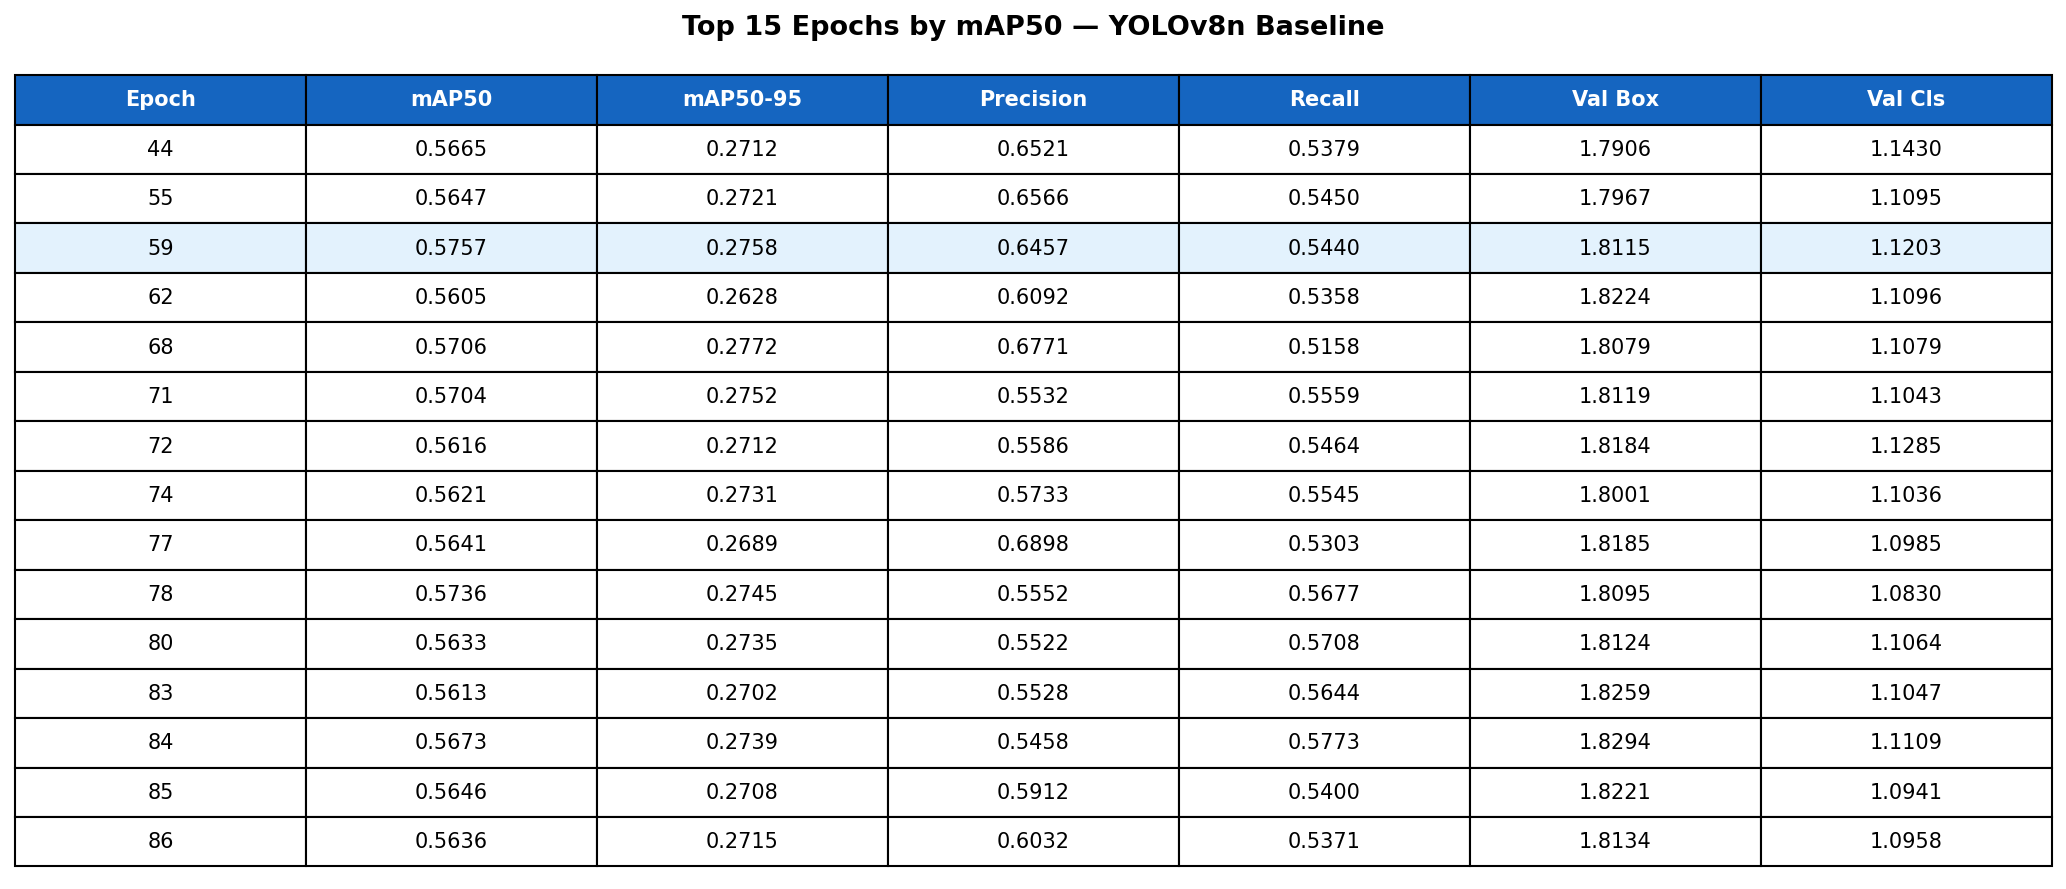 Top 15 Epochs by mAP50 — YOLOv8n Baseline
Epoch mAP50 mAP50-95 Precision Recall Val Box Val Cls
44 0.5665 0.2712 0.6521 0.5379 1.7906 1.1430
55 0.5647 0.2721 0.6566 0.5450 1.7967 1.1095
59 0.5757 0.2758 0.6457 0.5440 1.8115 1.1203
62 0.5605 0.2628 0.6092 0.5358 1.8224 1.1096
68 0.5706 0.2772 0.6771 0.5158 1.8079 1.1079
71 0.5704 0.2752 0.5532 0.5559 1.8119 1.1043
72 0.5616 0.2712 0.5586 0.5464 1.8184 1.1285
74 0.5621 0.2731 0.5733 0.5545 1.8001 1.1036
77 0.5641 0.2689 0.6898 0.5303 1.8185 1.0985
78 0.5736 0.2745 0.5552 0.5677 1.8095 1.0830
80 0.5633 0.2735 0.5522 0.5708 1.8124 1.1064
83 0.5613 0.2702 0.5528 0.5644 1.8259 1.1047
84 0.5673 0.2739 0.5458 0.5773 1.8294 1.1109
85 0.5646 0.2708 0.5912 0.5400 1.8221 1.0941
86 0.5636 0.2715 0.6032 0.5371 1.8134 1.0958